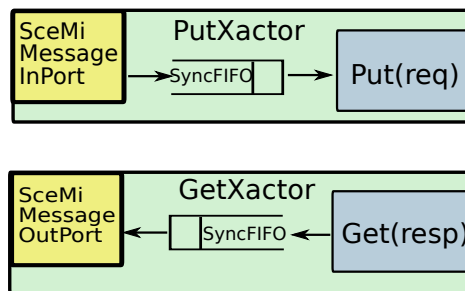 SceMi
Message
InPort
PutXactor
SyncFIFO
Put(req)
SceMi
Message
OutPort
GetXactor
SyncFIFO
Get(resp)